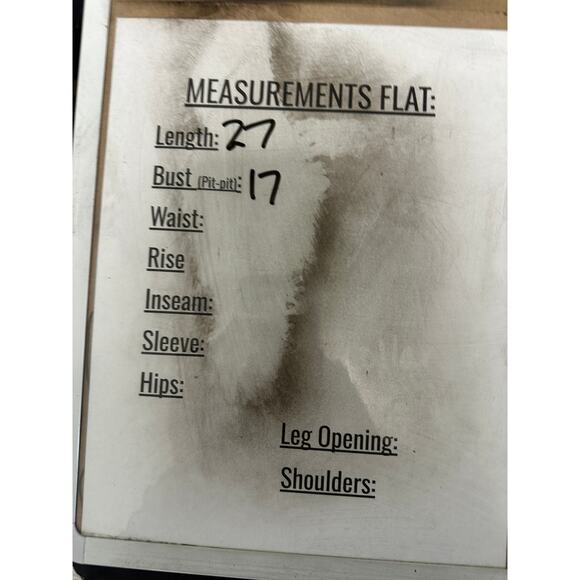 MEASUREMENTS FLAT:
Length: 27
Bust (Pit-pit): 17
Waist:
Rise
Inseam:
Sleeve:
Hips:
Leg Opening:
Shoulders: